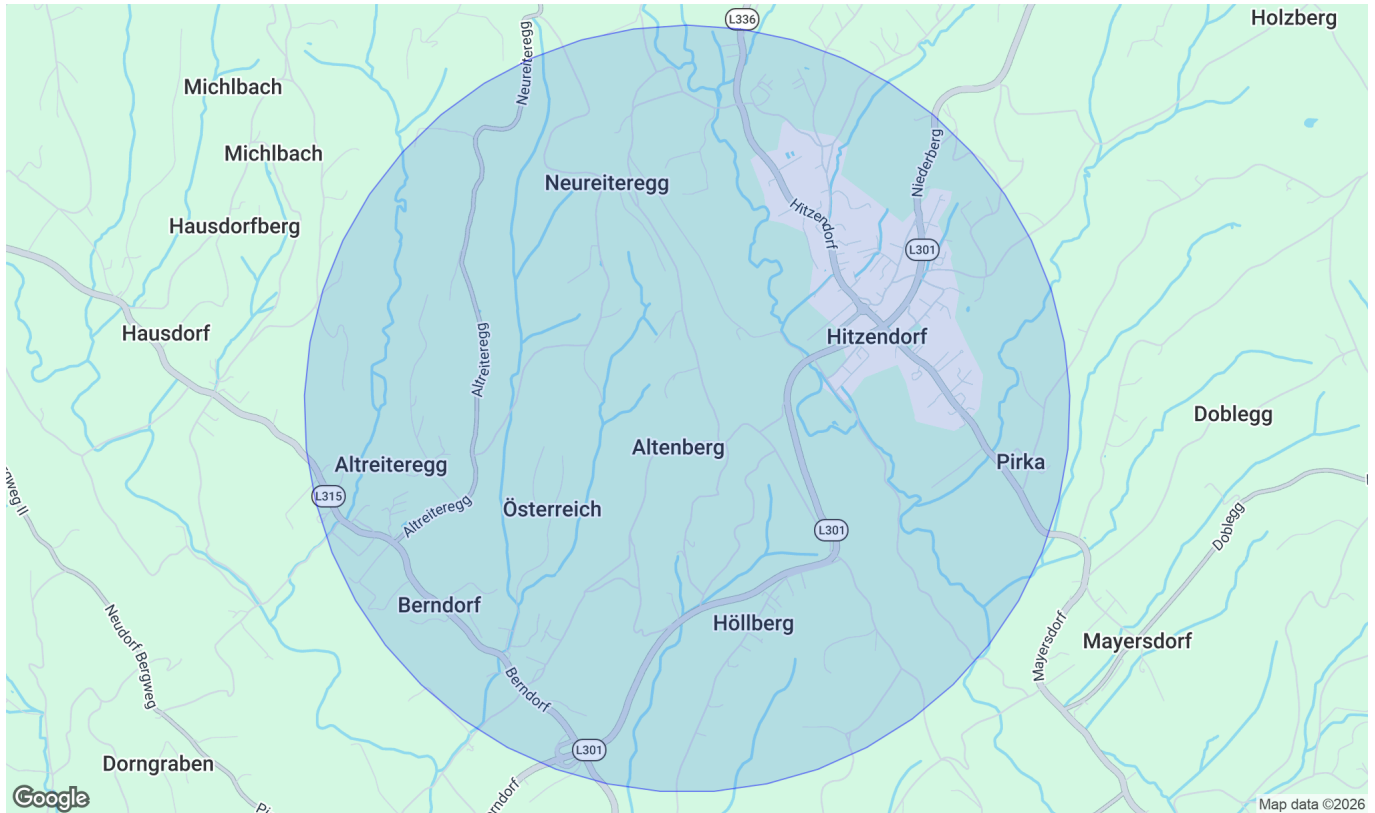 L336
Holzberg
Neureiteregg
Michlbach
Michlbach
Niederberg
Neureiteregg
Hitzendorf
Hausdorfberg
L301
Hausdorf
Hitzendorf
Altreiteregg
Doblegg
Altenberg
Altreiteregg
Pirka
L315
Österreich
Altreiteregg
L301
Doblegg
Berndorf
Höllberg
Mayersdorf
Mayersdorf
Neudorf Bergweg
Berndorf
L301
Dorngraben
Google
Map data ©2026